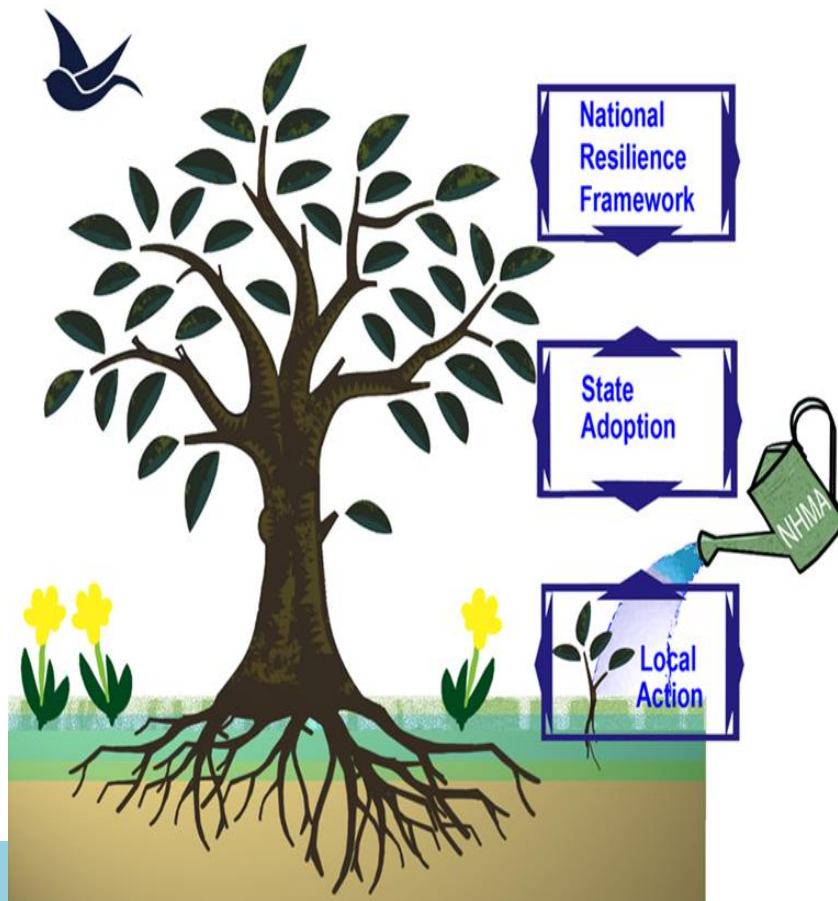 National
Resilience
Framework
State
Adoption
NHMA
Local
Action